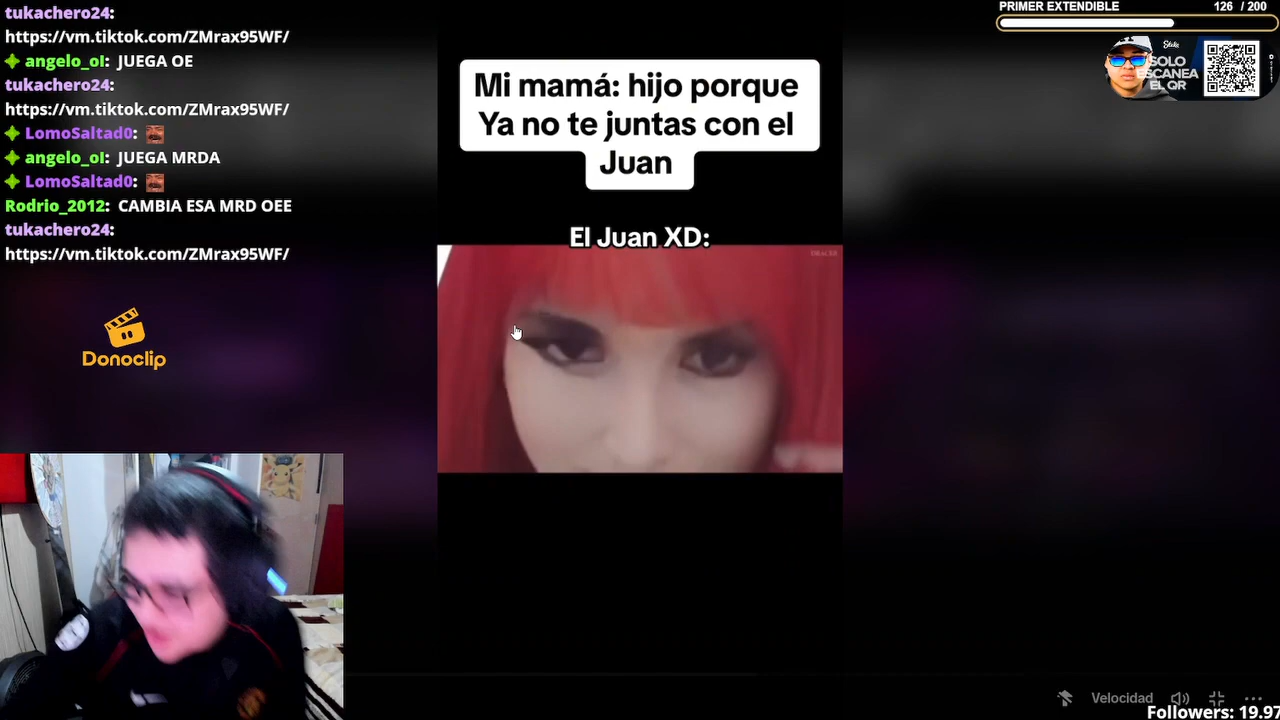 tukachero24:
https://vm.tiktok.com/ZMrax95WF/
angelo_ol: JUEGA OE
tukachero24:
https://vm.tiktok.com/ZMrax95WF/
LomoSaltad0:
angelo_ol: JUEGA MRDA
LomoSaltad0:
Rodrio_2012: CAMBIA ESA MRD OEE
tukachero24:
https://vm.tiktok.com/ZMrax95WF/
Donoclip
Mi mamá: hijo porque
Ya no te juntas con el
Juan
El Juan XD:
PRIMER EXTENDIBLE 126 / 200
SOLO
ESCANEA
EL QR
Velocidad
Followers: 19.97